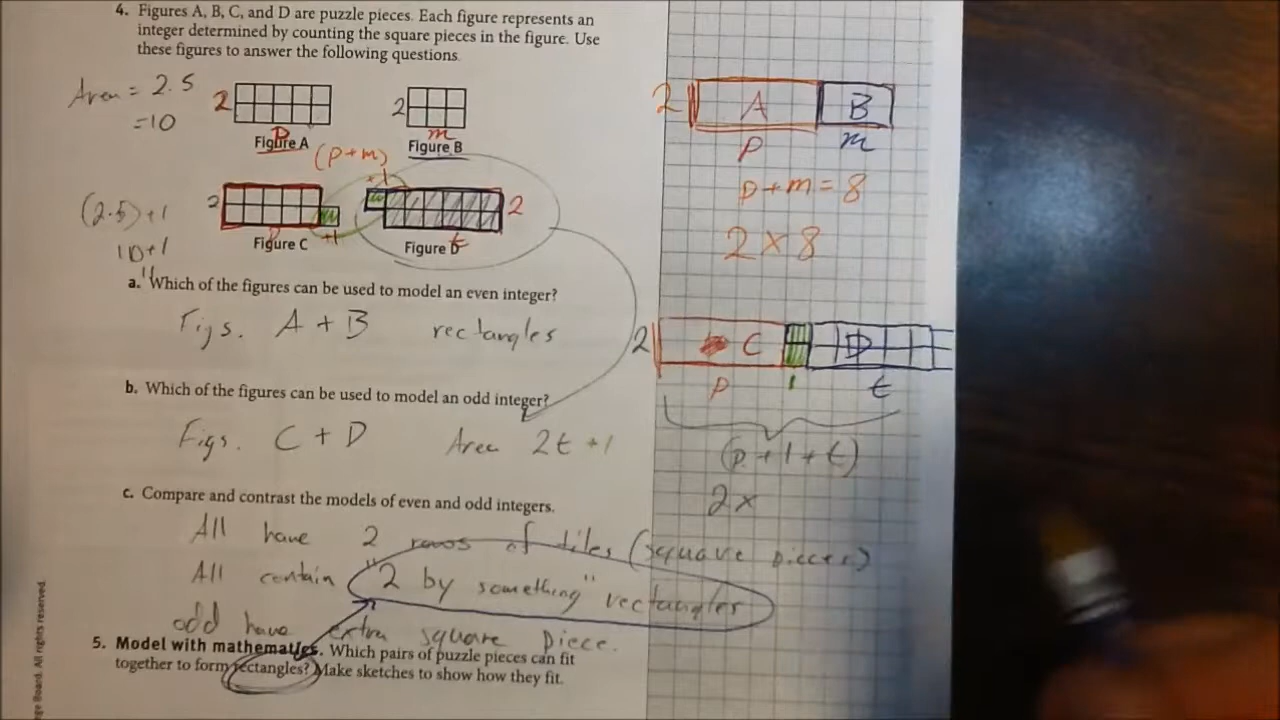 4. Figures A, B, C, and D are puzzle pieces. Each figure represents an
integer determined by counting the square pieces in the figure. Use
these figures to answer the following questions.
Area = 2.5
=10
2
Figure A
p
2
m
Figure B
2
A
B
p
m
p+m = 8
2 × 8
(p+m)
(2.5)+1
10+1
11
2
Figure C
+1
+1
Figure D
t
2
a. Which of the figures can be used to model an even integer?
Figs. A + B rectangles
2
C
D
p
1
t
(p + 1 + t)
2×
b. Which of the figures can be used to model an odd integer?
Figs. C + D Area 2t +1
c. Compare and contrast the models of even and odd integers.
All have 2 rows of tiles (square pieces)
All contain "2 by something" rectangles
odd have extra square piece.
5. Model with mathematics. Which pairs of puzzle pieces can fit
together to form rectangles? Make sketches to show how they fit.
ge Board. All rights reserved.